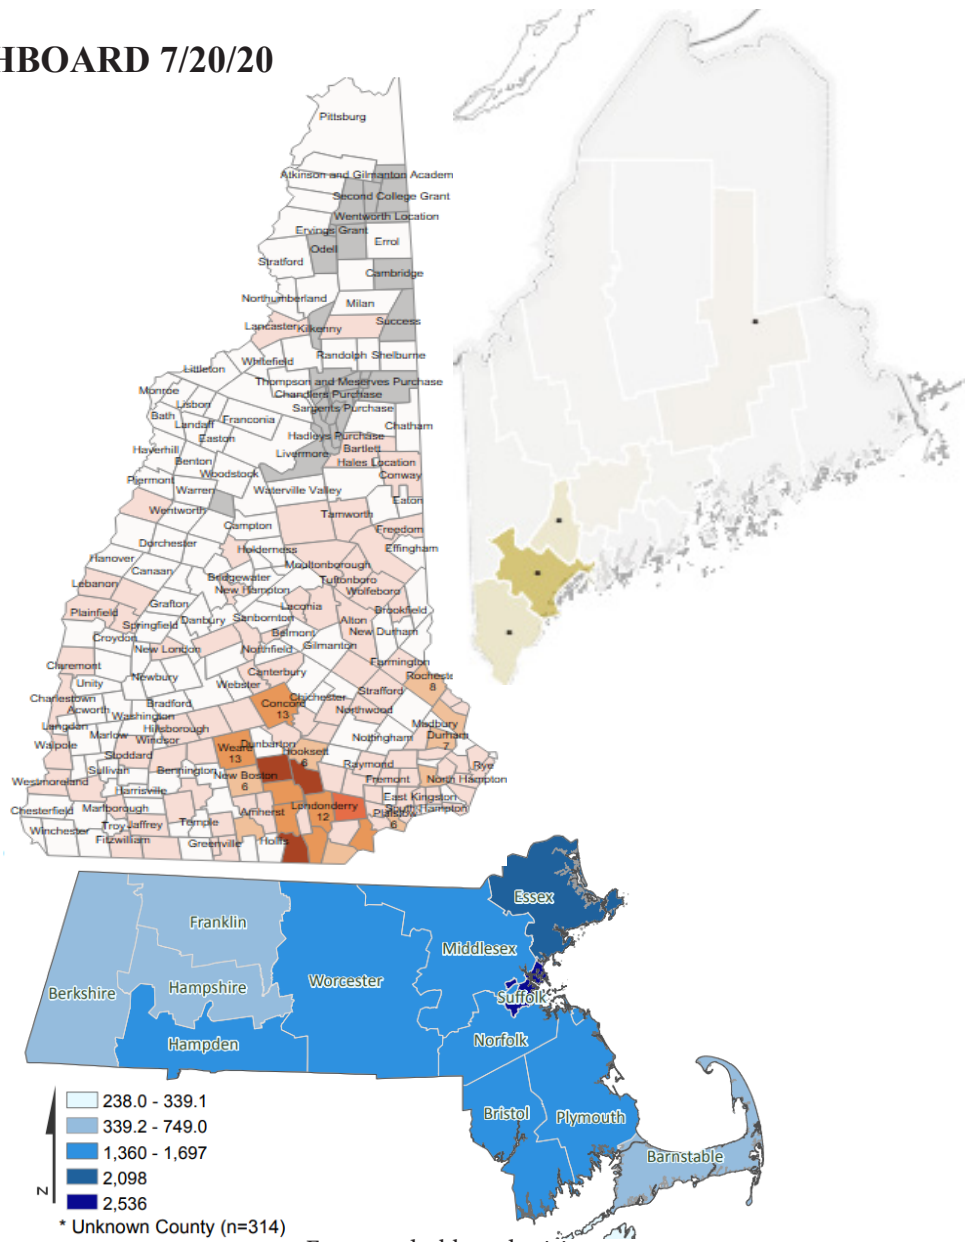 HBOARD 7/20/20
Pittsburg
Atkinson and Gilmanton Academ
Second College Grant
Wentworth Location
Ervings Grant
Errol
Odell
Stratford
Cambridge
Northumberland
Milan
Success
Lancaster
Kilkenny
Whitefield
Randolph
Shelburne
Littleton
Thompson and Meserves Purchase
Monroe
Chandlers Purchase
Lisbon
Sargents Purchase
Bath
Landaff
Franconia
Chatham
Easton
Hadleys Purchase
Haverhill
Livermore
Bartlett
Benton
Hales Location
Woodstock
Conway
Piermont
Warren
Waterville Valley
Eaton
Wentworth
Tamworth
Campton
Freedom
Dorchester
Holderness
Effingham
Hanover
Canaan
Moultonborough
Lebanon
Bridgewater
Tuftonboro
New Hampton
Wolfeboro
Plainfield
Grafton
Laconia
Brookfield
Springfield
Danbury
Sanbornton
Alton
Croydon
Belmont
New Durham
New London
Northfield
Gilmanton
Claremont
Farmington
Unity
Newbury
Webster
Canterbury
Rocheste
8
Charlestown
Acworth
Bradford
Concord
13
Chichester
Strafford
Northwood
Langdon
Washington
Marlow
Hillsborough
Madbury
Walpole
Windsor
Weare
13
Dunbarton
Nottingham
Durham
7
Stoddard
Hooksett
6
Raymond
Rye
Sullivan
Bennington
New Boston
6
Fremont
North Hampton
Westmoreland
Harrisville
East Kingston
Chesterfield
Marlborough
Amherst
Londonderry
12
South Hampton
Plaistow
6
Winchester
Troy
Jaffrey
Temple
Fitzwilliam
Greenville
Hollis
Essex
Franklin
Middlesex
Berkshire
Hampshire
Worcester
Suffolk
Hampden
Norfolk
Bristol
Plymouth
Barnstable
N
238.0 - 339.1
339.2 - 749.0
1,360 - 1,697
2,098
2,536
* Unknown County (n=314)